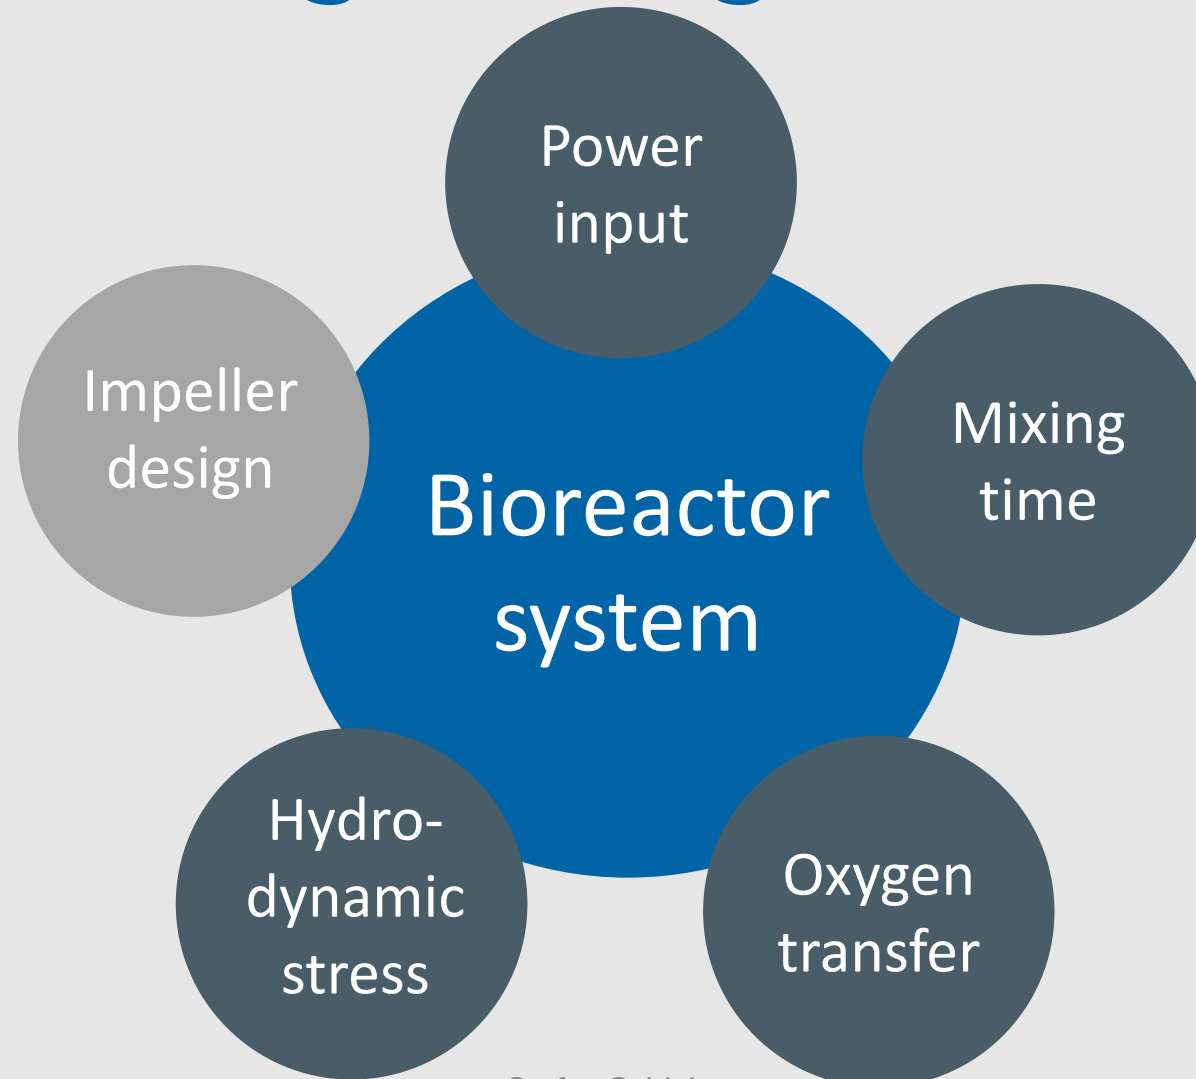 Power
input
Impeller
design
Mixing
time
Bioreactor
system
Hydro-
dynamic
stress
Oxygen
transfer